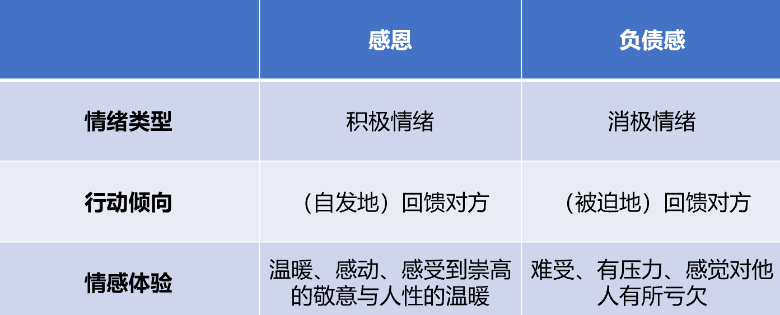 感恩 负债感
情绪类型 积极情绪 消极情绪
行动倾向 （自发地）回馈对方 （被迫地）回馈对方
情感体验 温暖、感动、感受到崇高的敬意与人性的温暖 难受、有压力、感觉对他人有所亏欠